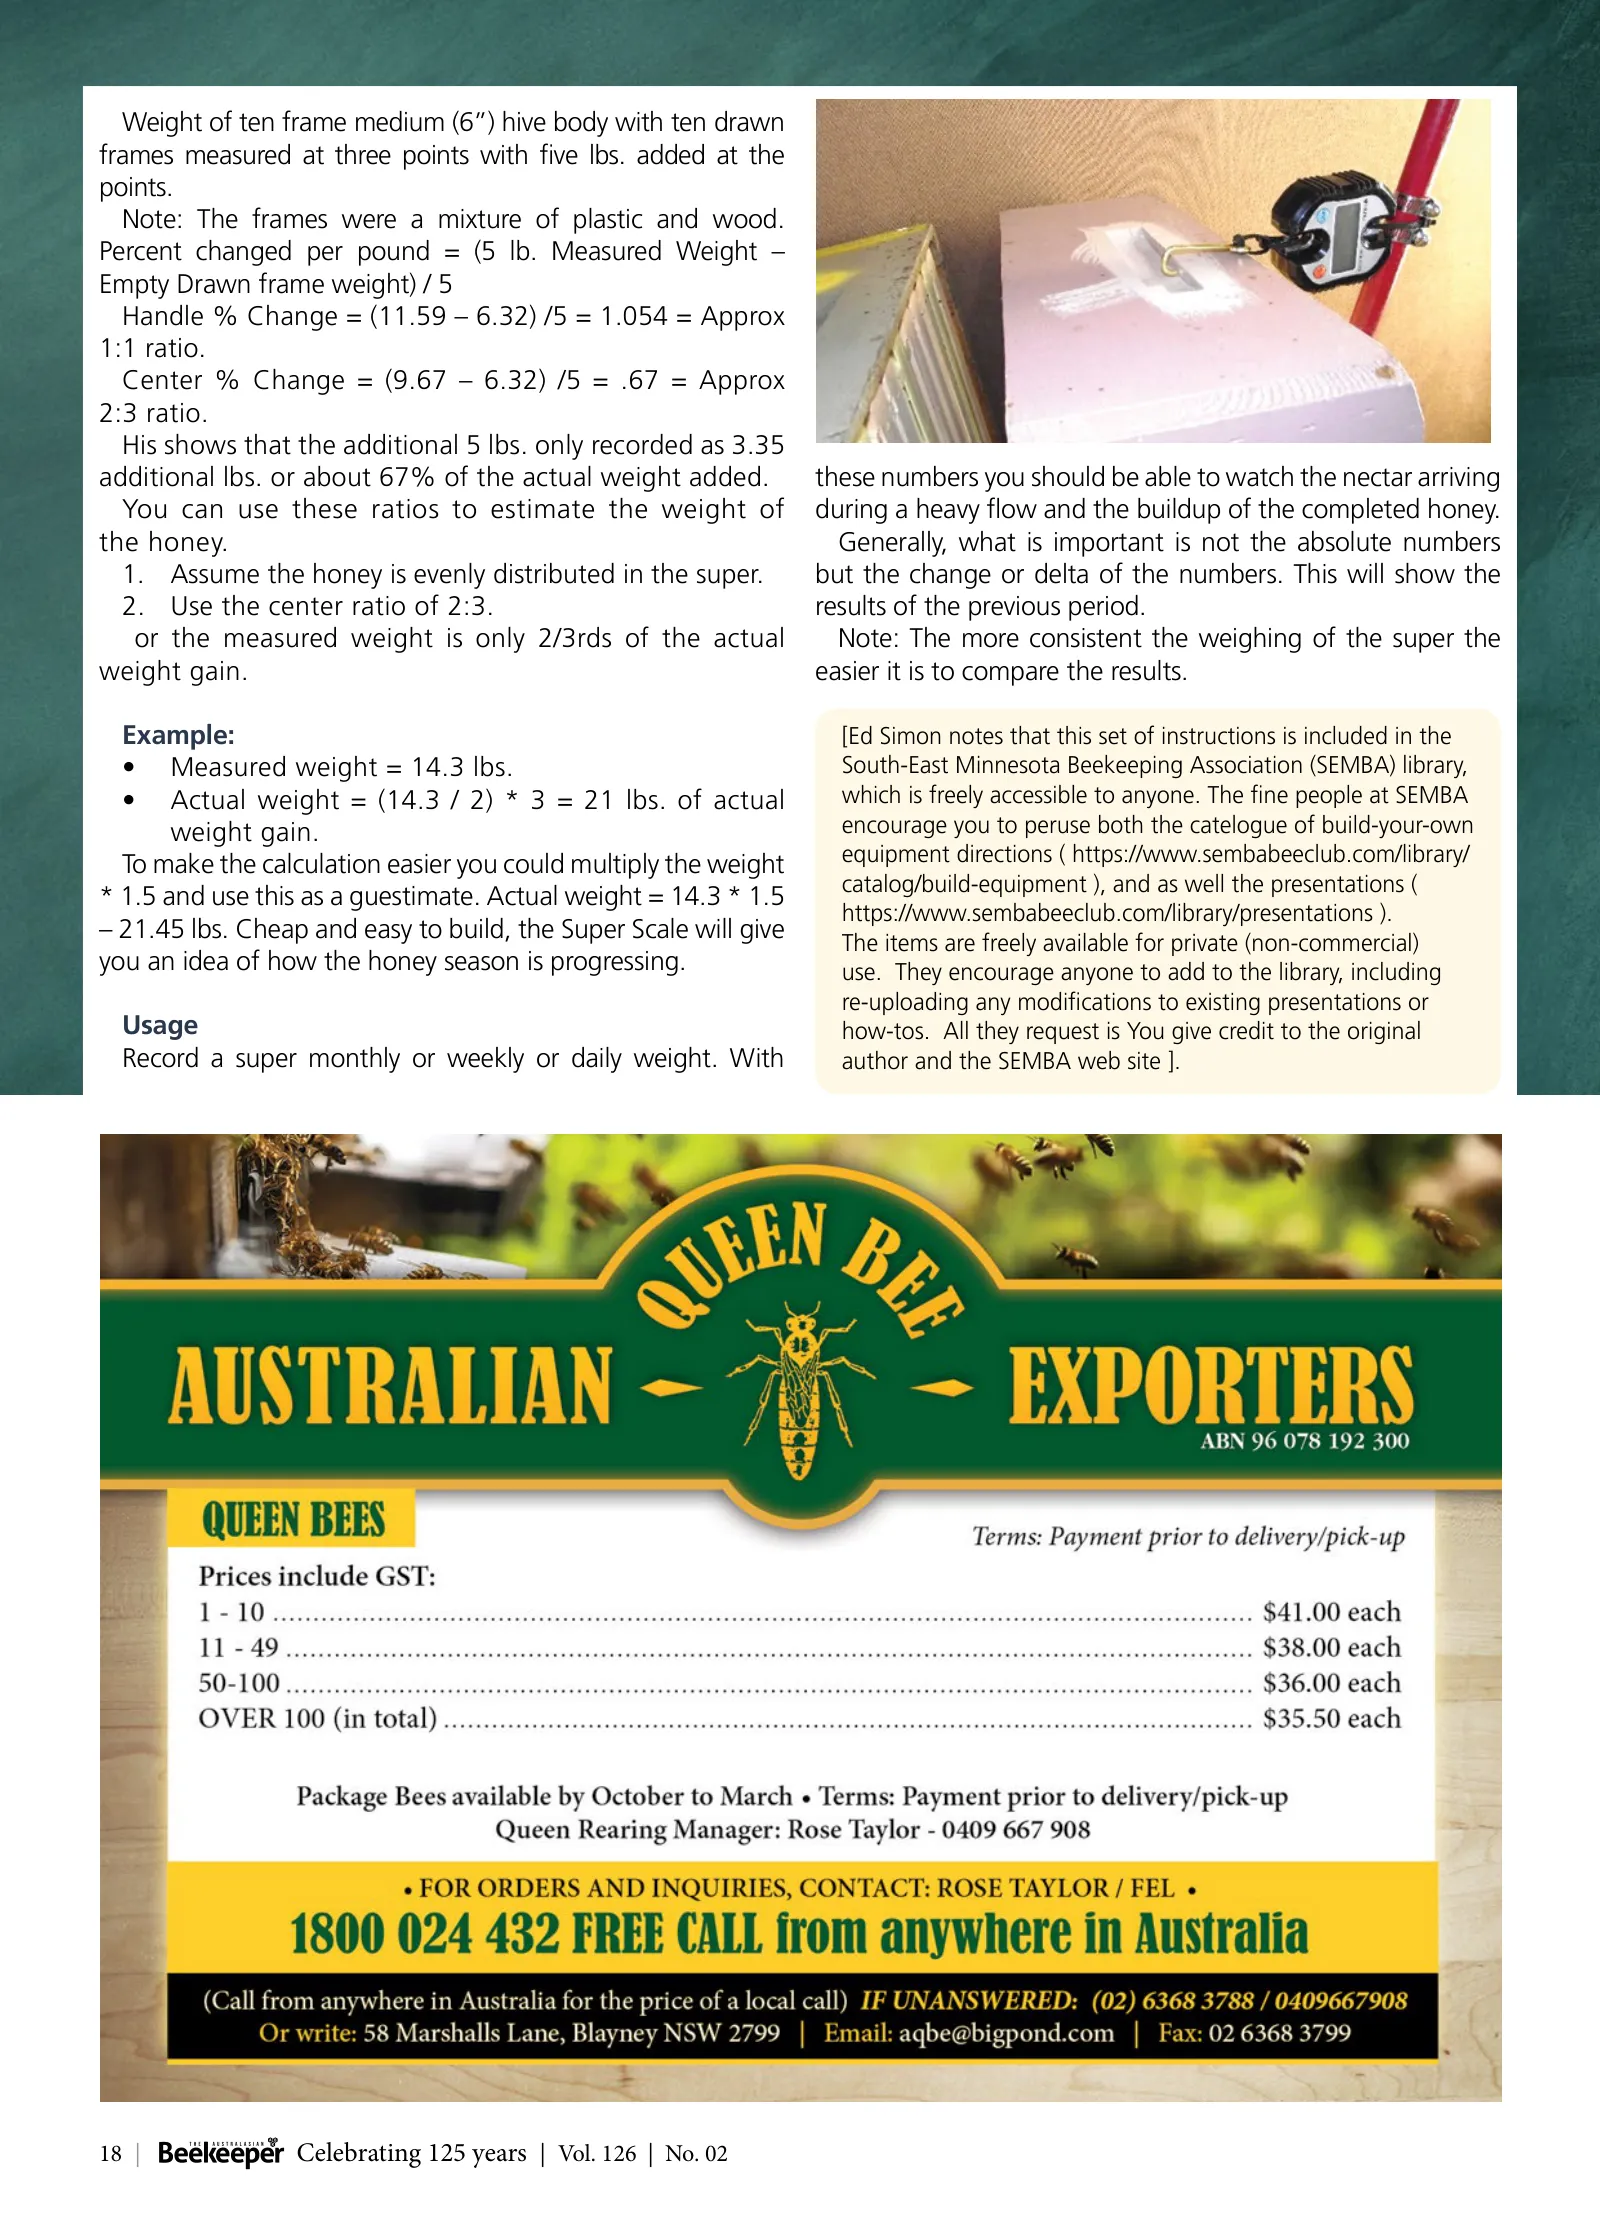 Weight of ten frame medium (6”) hive body with ten drawn
frames measured at three points with five lbs. added at the
points.
Note: The frames were a mixture of plastic and wood.
Percent changed per pound = (5 lb. Measured Weight –
Empty Drawn frame weight) / 5
Handle % Change = (11.59 – 6.32) /5 = 1.054 = Approx
1:1 ratio.
Center % Change = (9.67 – 6.32) /5 = .67 = Approx
2:3 ratio.
His shows that the additional 5 lbs. only recorded as 3.35
additional lbs. or about 67% of the actual weight added.
You can use these ratios to estimate the weight of
the honey.
1. Assume the honey is evenly distributed in the super.
2. Use the center ratio of 2:3.
or the measured weight is only 2/3rds of the actual
weight gain.
Example:
• Measured weight = 14.3 lbs.
• Actual weight = (14.3 / 2) * 3 = 21 lbs. of actual
weight gain.
To make the calculation easier you could multiply the weight
* 1.5 and use this as a guestimate. Actual weight = 14.3 * 1.5
– 21.45 lbs. Cheap and easy to build, the Super Scale will give
you an idea of how the honey season is progressing.
Usage
Record a super monthly or weekly or daily weight. With
these numbers you should be able to watch the nectar arriving
during a heavy flow and the buildup of the completed honey.
Generally, what is important is not the absolute numbers
but the change or delta of the numbers. This will show the
results of the previous period.
Note: The more consistent the weighing of the super the
easier it is to compare the results.
[Ed Simon notes that this set of instructions is included in the
South-East Minnesota Beekeeping Association (SEMBA) library,
which is freely accessible to anyone. The fine people at SEMBA
encourage you to peruse both the catelogue of build-your-own
equipment directions ( https://www.sembabeeclub.com/library/
catalog/build-equipment ), and as well the presentations (
https://www.sembabeeclub.com/library/presentations ).
The items are freely available for private (non-commercial)
use.  They encourage anyone to add to the library, including
re-uploading any modifications to existing presentations or
how-tos.  All they request is You give credit to the original
author and the SEMBA web site ].
QUEEN BEE
AUSTRALIAN EXPORTERS
ABN 96 078 192 300
QUEEN BEES
Terms: Payment prior to delivery/pick-up
Prices include GST:
1 - 10 ........ $41.00 each
11 - 49 ........ $38.00 each
50-100 ........ $36.00 each
OVER 100 (in total) ........ $35.50 each
Package Bees available by October to March • Terms: Payment prior to delivery/pick-up
Queen Rearing Manager: Rose Taylor - 0409 667 908
• FOR ORDERS AND INQUIRIES, CONTACT: ROSE TAYLOR / FEL •
1800 024 432 FREE CALL from anywhere in Australia
(Call from anywhere in Australia for the price of a local call) IF UNANSWERED: (02) 6368 3788 / 0409667908
Or write: 58 Marshalls Lane, Blayney NSW 2799 | Email: aqbe@bigpond.com | Fax: 02 6368 3799
18 | THE AUSTRALASIAN Beekeeper Celebrating 125 years | Vol. 126 | No. 02